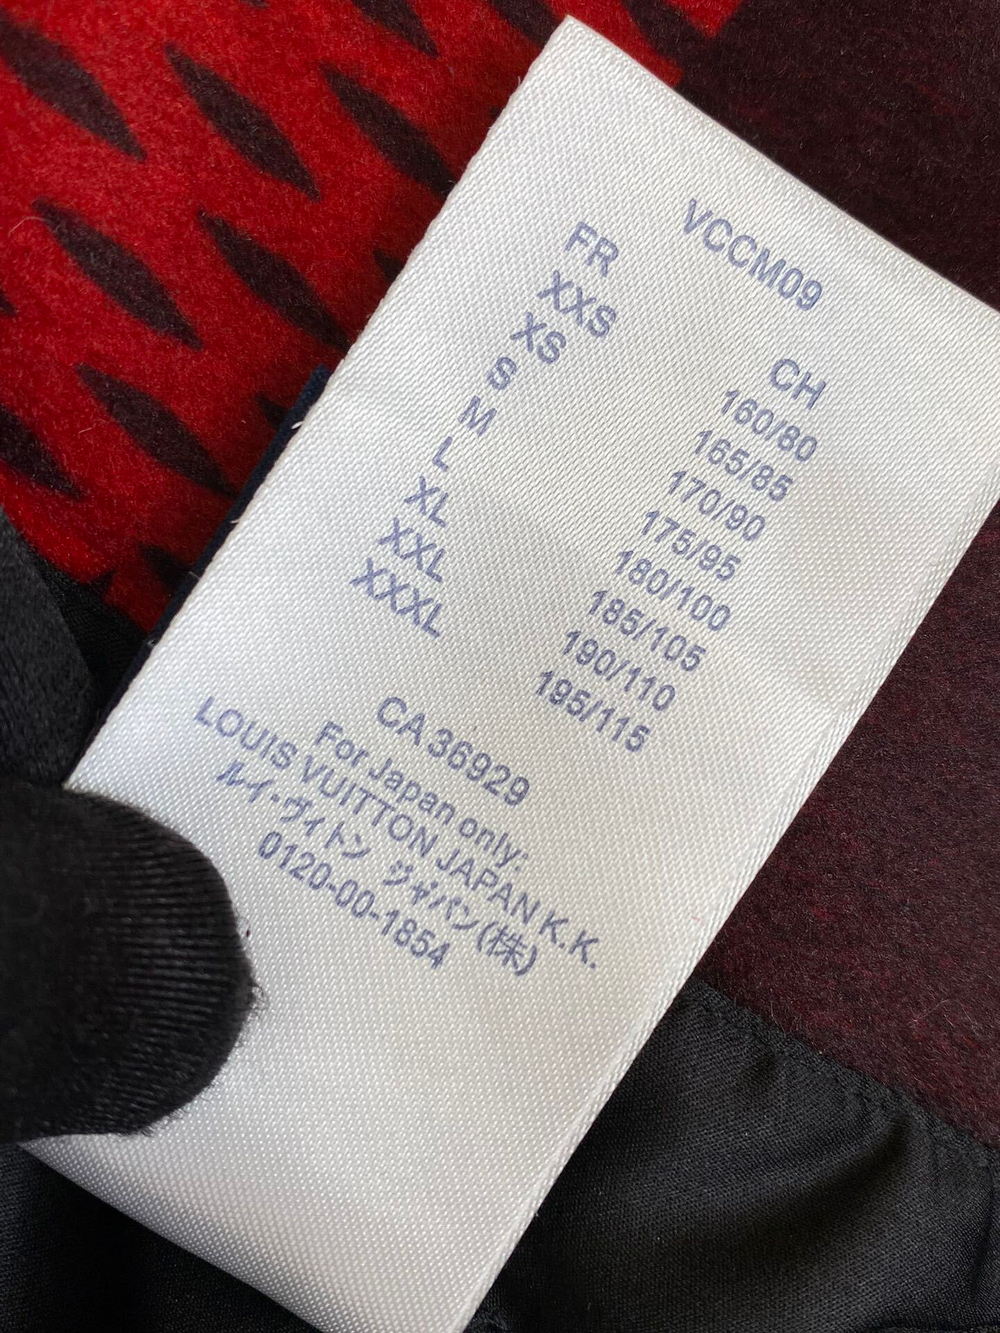 VCCM09
FR CH
XXS 160/80
XS 165/85
S 170/90
M 175/95
L 180/100
XL 185/105
XXL 190/110
XXXL 195/115
CA 36929
For Japan only:
LOUIS VUITTON JAPAN K.K.
ルイ・ヴィトン ジャパン(株)
0120-00-1854